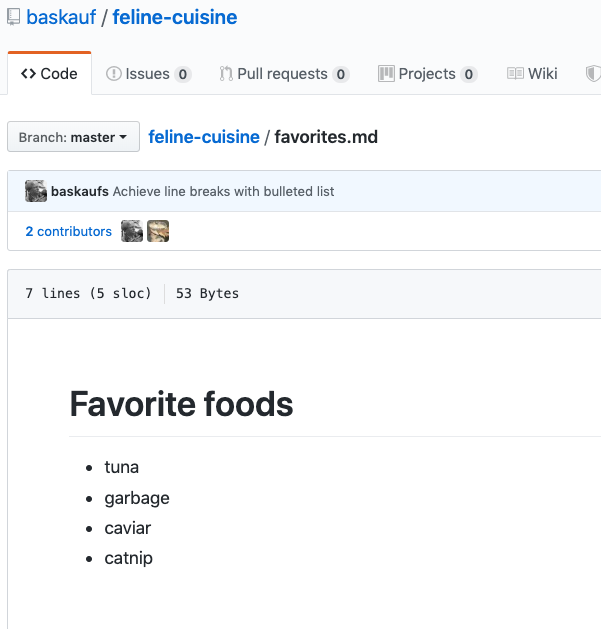 baskauf / feline-cuisine
Code Issues 0 Pull requests 0 Projects 0 Wiki
Branch: master feline-cuisine / favorites.md
baskaufs Achieve line breaks with bulleted list
2 contributors
7 lines (5 sloc) 53 Bytes
Favorite foods
• tuna
• garbage
• caviar
• catnip